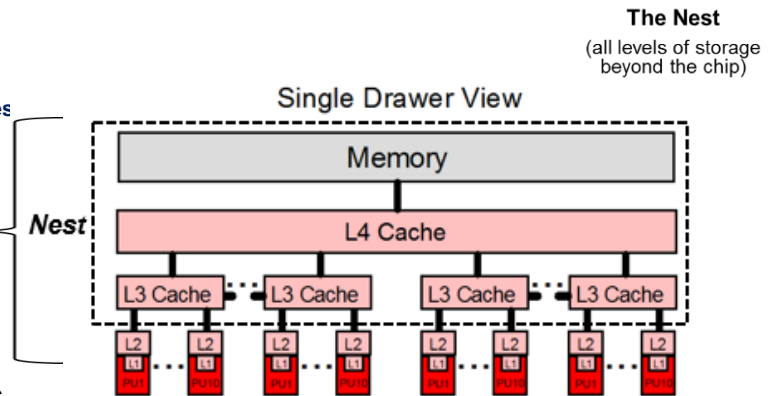 The Nest
(all levels of storage
beyond the chip)
Single Drawer View
es
Memory
Nest
L4 Cache
L3 Cache L3 Cache L3 Cache L3 Cache
L2 L2 L2 L2 L2 L2 L2 L2
L1 L1 L1 L1 L1 L1 L1 L1
PU1 PU10 PU1 PU10 PU1 PU10 PU1 PU10